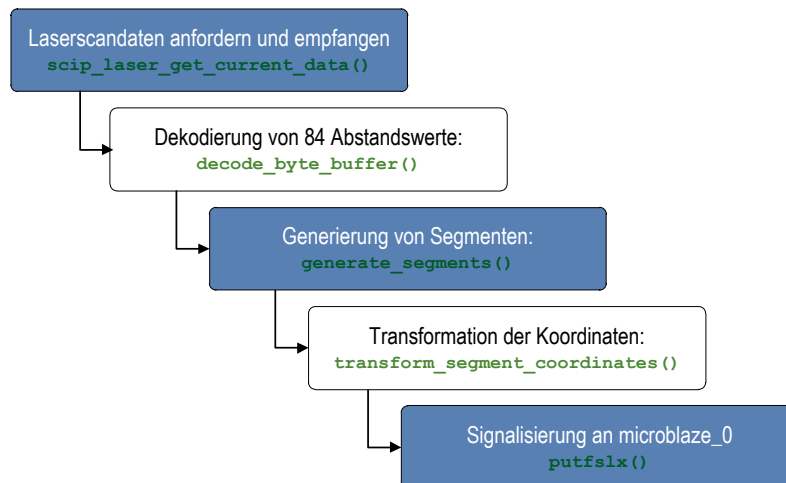 Laserscandaten anfordern und empfangen
scip_laser_get_current_data()
Dekodierung von 84 Abstandswerte:
decode_byte_buffer()
Generierung von Segmenten:
generate_segments()
Transformation der Koordinaten:
transform_segment_coordinates()
Signalisierung an microblaze_0
putfslx()